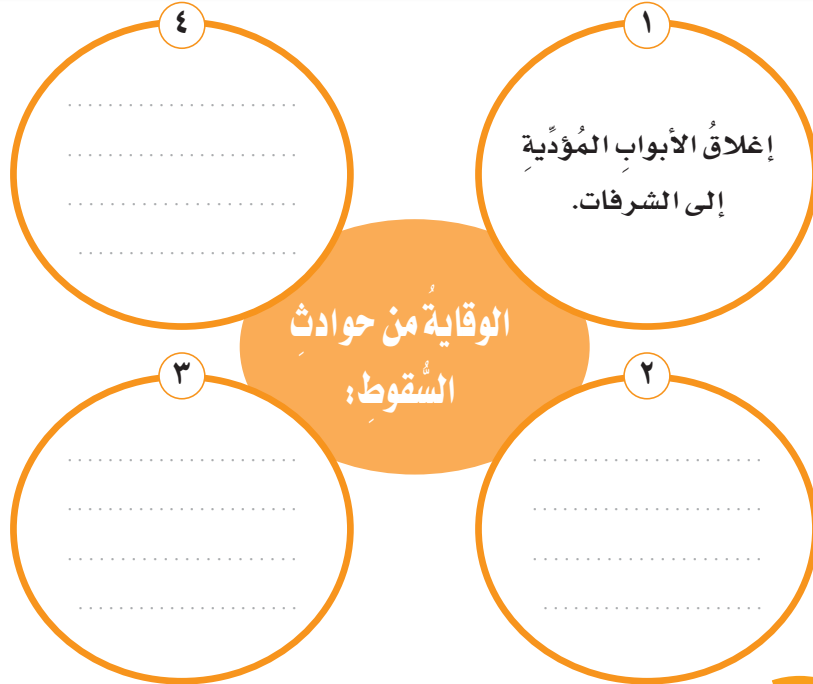 ١
إغلاقُ الأبوابِ المُؤدِّيةِ
إلى الشرفات.
٤
الوقايةُ من حوادثِ
السُّقوطِ:
٢
٣